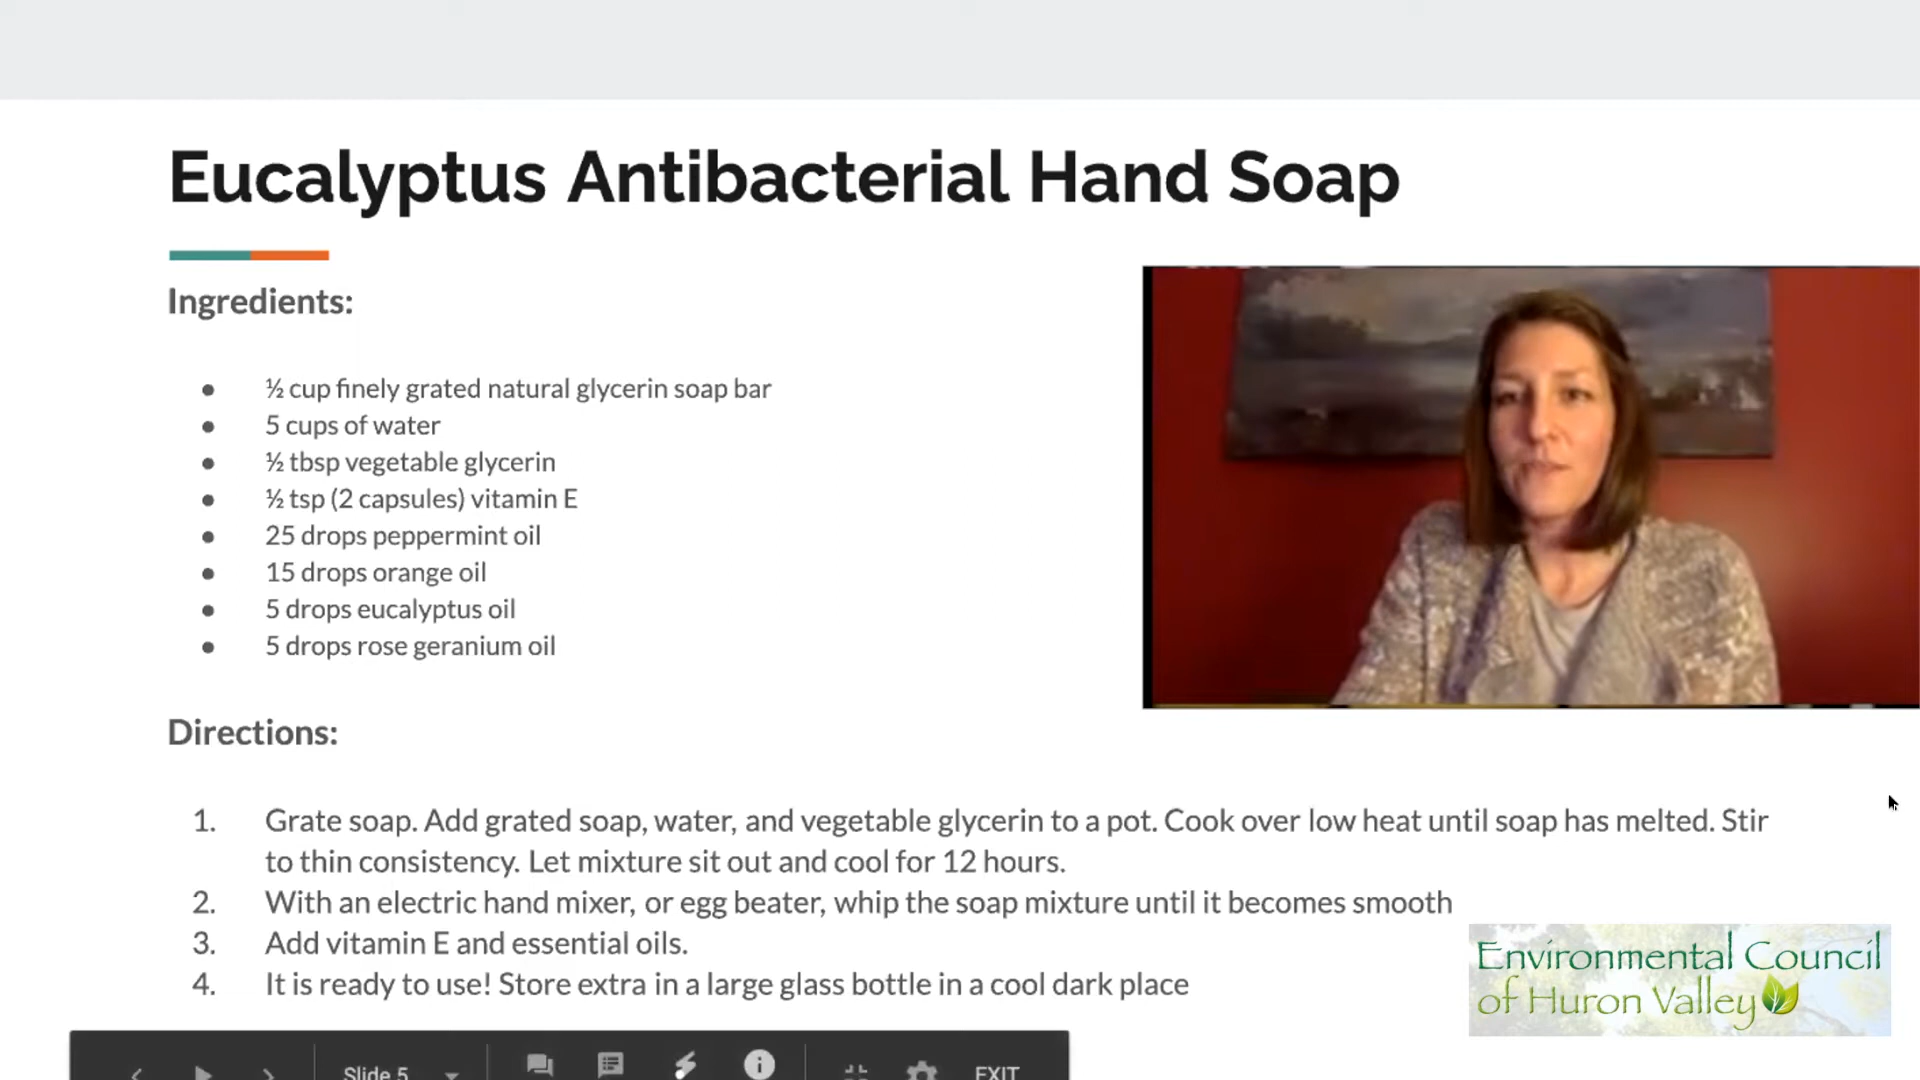 Eucalyptus Antibacterial Hand Soap
Ingredients:
● ½ cup finely grated natural glycerin soap bar
● 5 cups of water
● ½ tbsp vegetable glycerin
● ½ tsp (2 capsules) vitamin E
● 25 drops peppermint oil
● 15 drops orange oil
● 5 drops eucalyptus oil
● 5 drops rose geranium oil
Directions:
1. Grate soap. Add grated soap, water, and vegetable glycerin to a pot. Cook over low heat until soap has melted. Stir
to thin consistency. Let mixture sit out and cool for 12 hours.
2. With an electric hand mixer, or egg beater, whip the soap mixture until it becomes smooth
3. Add vitamin E and essential oils.
4. It is ready to use! Store extra in a large glass bottle in a cool dark place
Environmental Council
of Huron Valley
Slide 5
EXIT